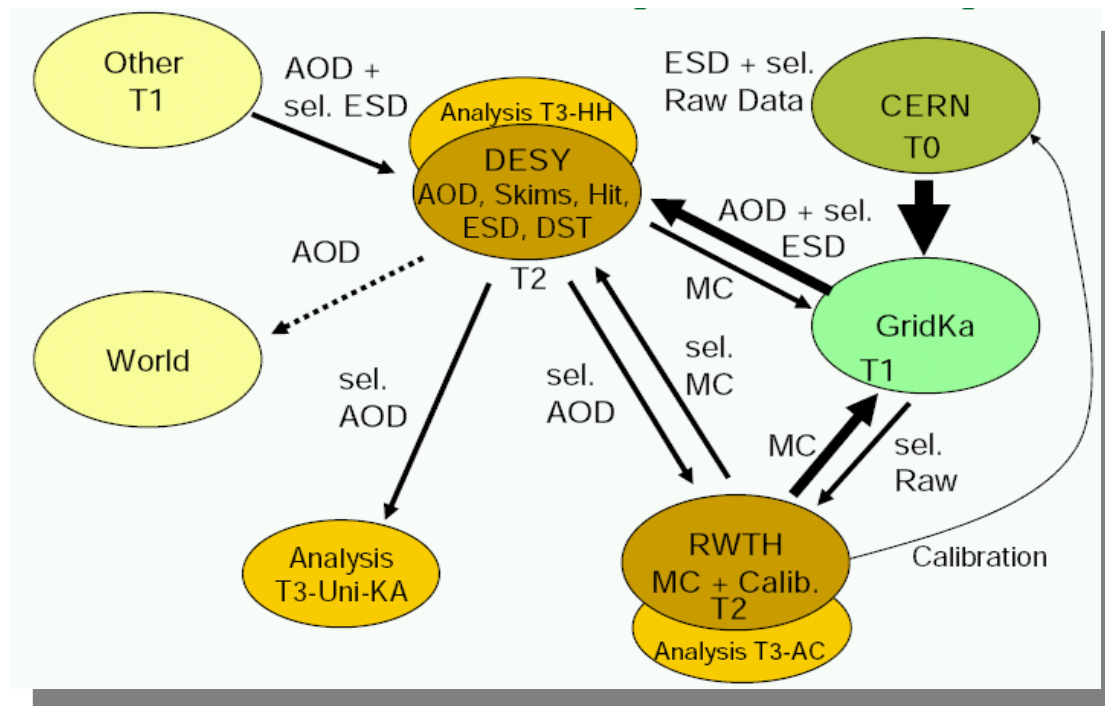 Other
T1
AOD +
sel. ESD
Analysis T3-HH
DESY
AOD, Skims, Hit,
ESD, DST
T2
ESD + sel.
Raw Data
CERN
T0
AOD + sel.
ESD
MC
AOD
World
GridKa
T1
sel.
AOD
sel.
AOD
sel.
MC
MC
sel.
Raw
Analysis
T3-Uni-KA
RWTH
MC + Calib.
T2
Analysis T3-AC
Calibration